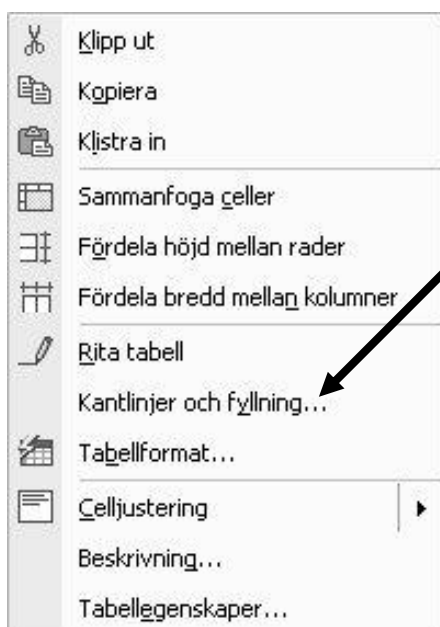 Klipp ut
Kopiera
Klistra in
Sammanfoga celler
Fördela höjd mellan rader
Fördela bredd mellan kolumner
Rita tabell
Kantlinjer och fyllning...
Tabellformat...
Celljustering
Beskrivning...
Tabellegenskaper...